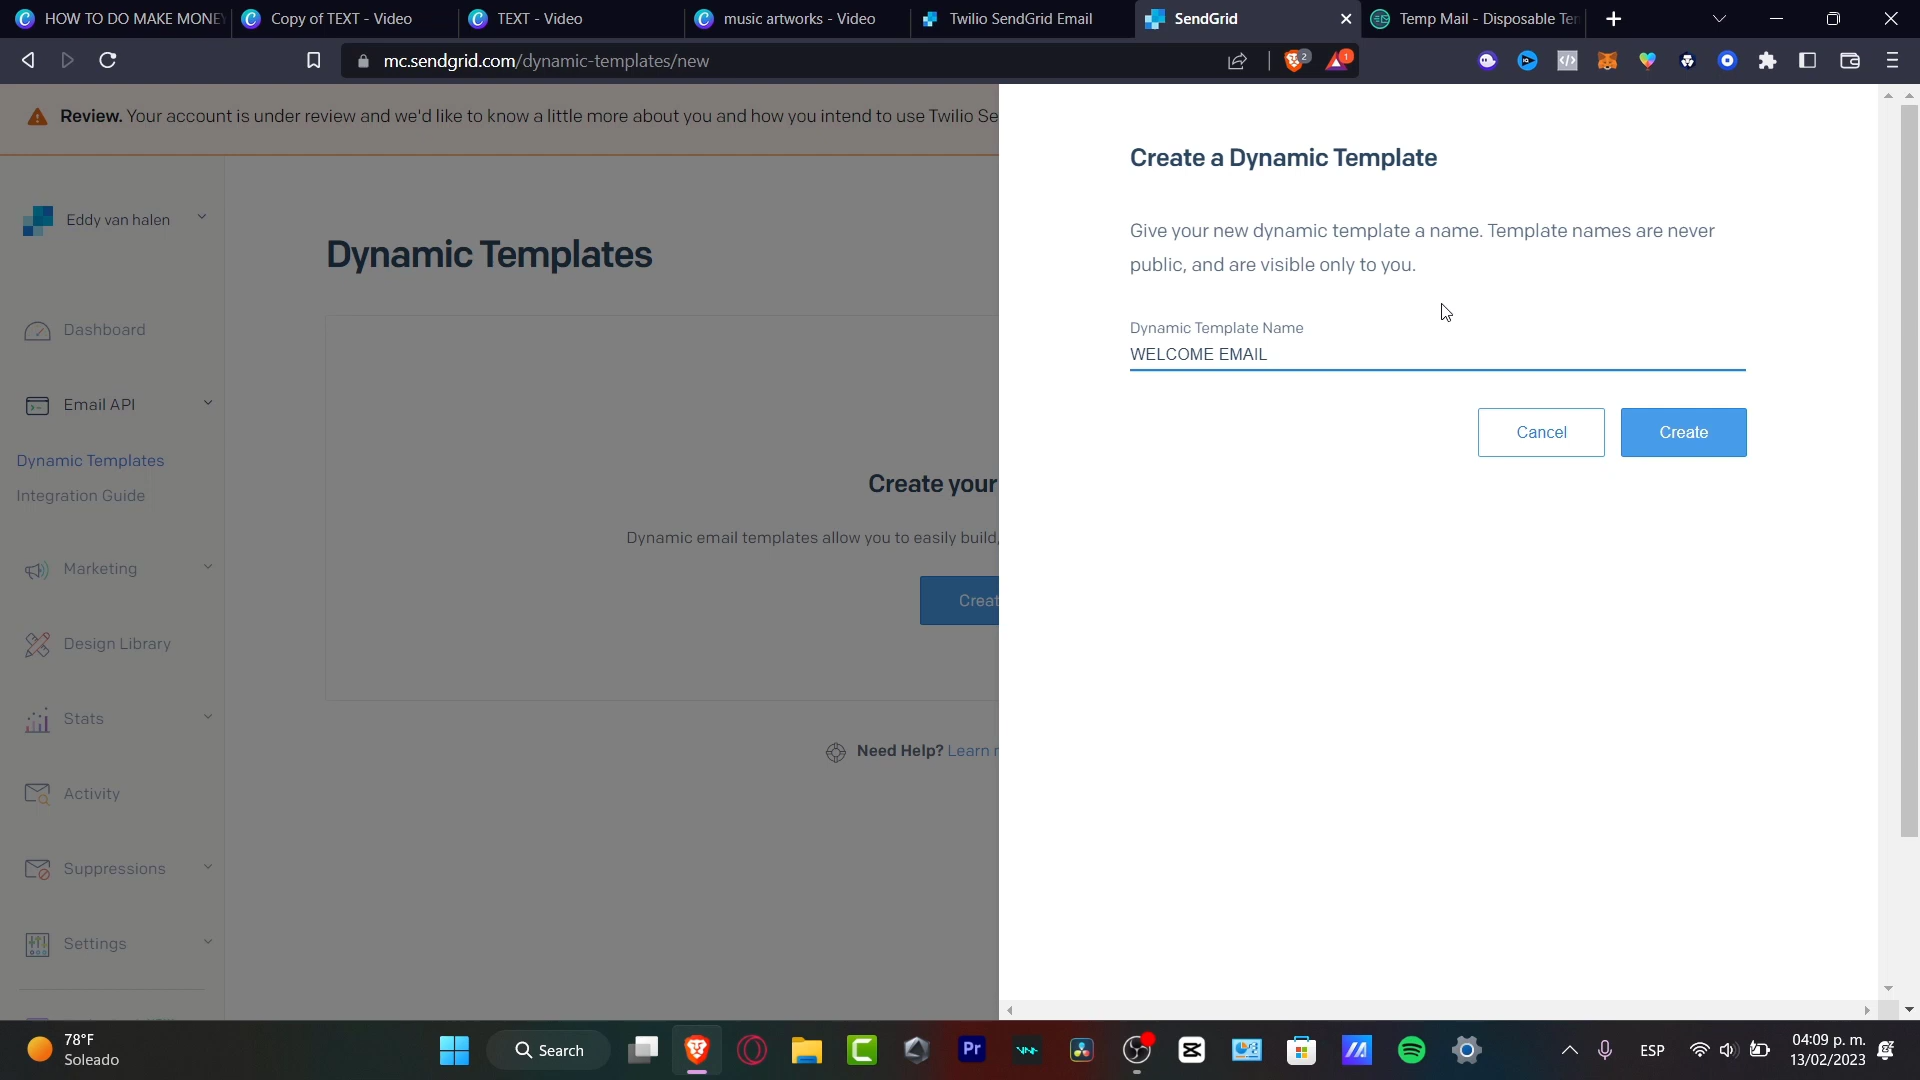 HOW TO DO MAKE MONEY
Copy of TEXT - Video
TEXT - Video
music artworks - Video
Twilio SendGrid Email
SendGrid
Temp Mail - Disposable Ten
mc.sendgrid.com/dynamic-templates/new
2
1
Review. Your account is under review and we'd like to know a little more about you and how you intend to use Twilio Se
Eddy van halen
Dashboard
Email API
Dynamic Templates
Integration Guide
Marketing
Design Library
Stats
Activity
Suppressions
Settings
Dynamic Templates
Create your
Dynamic email templates allow you to easily build,
Creat
Need Help? Learn
Create a Dynamic Template
Give your new dynamic template a name. Template names are never
public, and are visible only to you.
Dynamic Template Name
WELCOME EMAIL
Cancel
Create
78°F
Soleado
Search
Pr
ESP
04:09 p. m.
13/02/2023